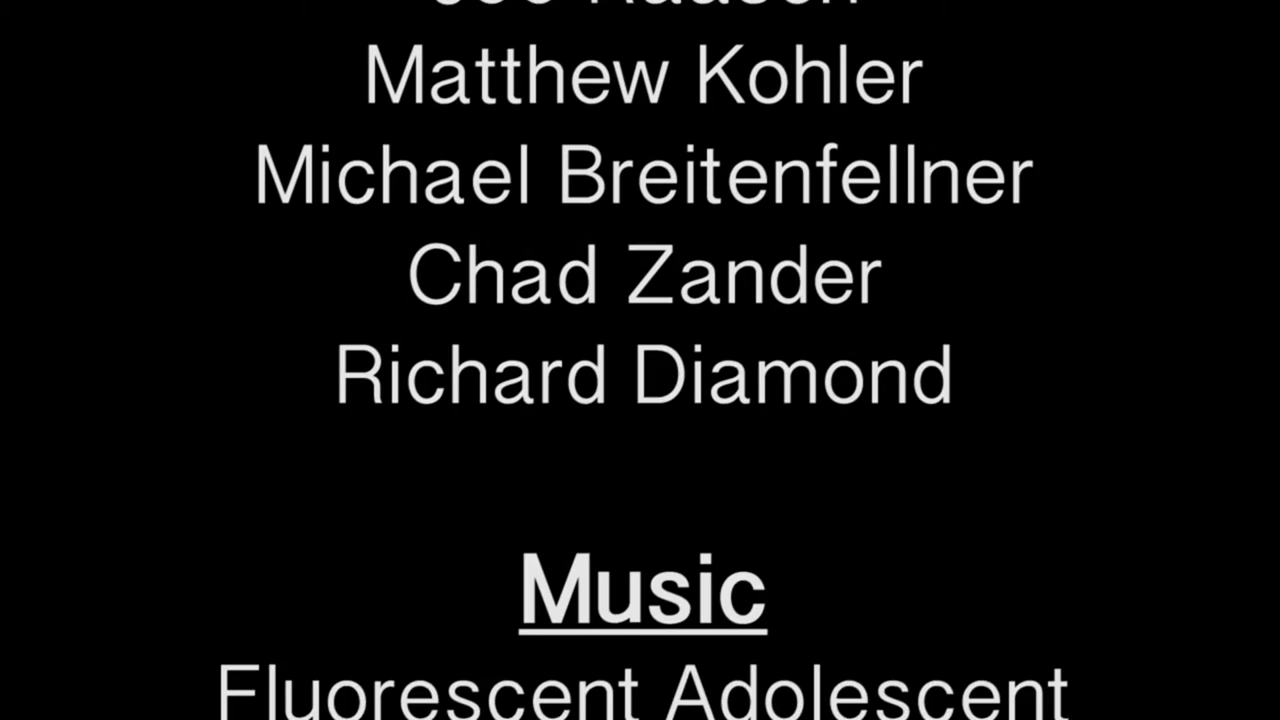 Matthew Kohler
Michael Breitenfellner
Chad Zander
Richard Diamond
Music
Fluorescent Adolescent